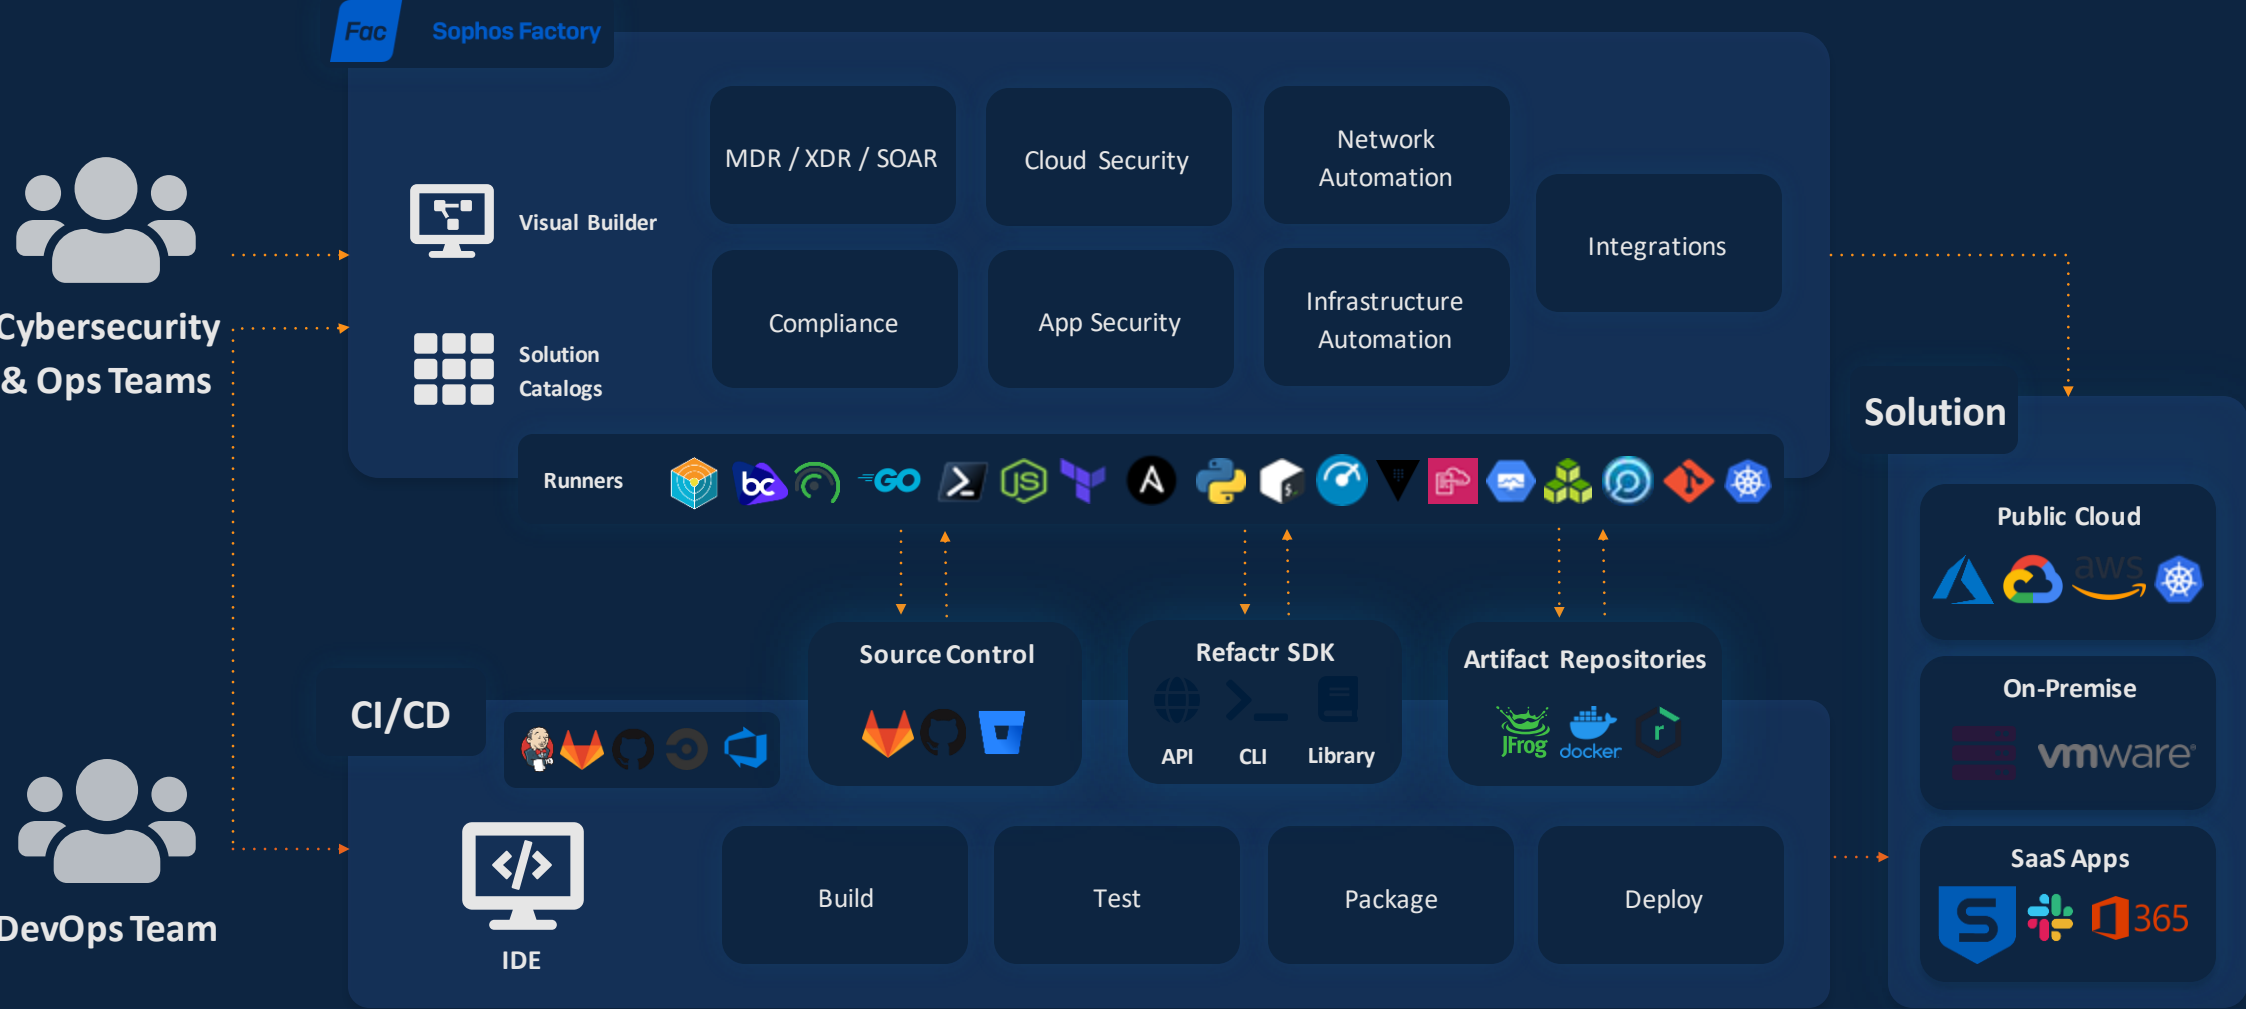 Fac
Sophos Factory
MDR / XDR / SOAR
Cloud Security
Network
Automation
Integrations
Visual Builder
Compliance
App Security
Infrastructure
Automation
Solution
Catalogs
Cybersecurity
& Ops Teams
Runners
bc
GO
JS
A
$_
Solution
Public Cloud
aws
On-Premise
vmware®
SaaS Apps
S
365
Source Control
Refactr SDK
API
CLI
Library
Artifact Repositories
JFrog
docker
r
CI/CD
IDE
Build
Test
Package
Deploy
DevOps Team